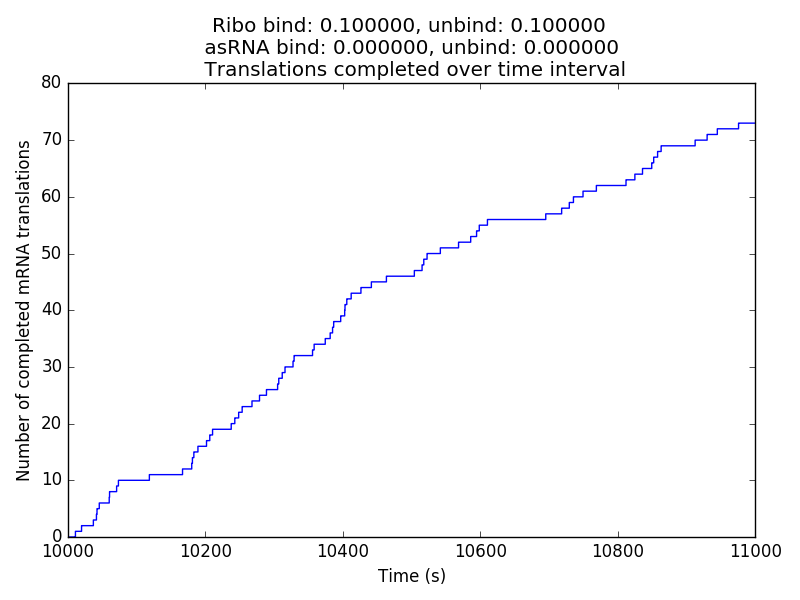 Ribo bind: 0.100000, unbind: 0.100000
asRNA bind: 0.000000, unbind: 0.000000
Translations completed over time interval
80
70
60
50
40
30
20
10
0
Number of completed mRNA translations
10000 10200 10400 10600 10800 11000
Time (s)